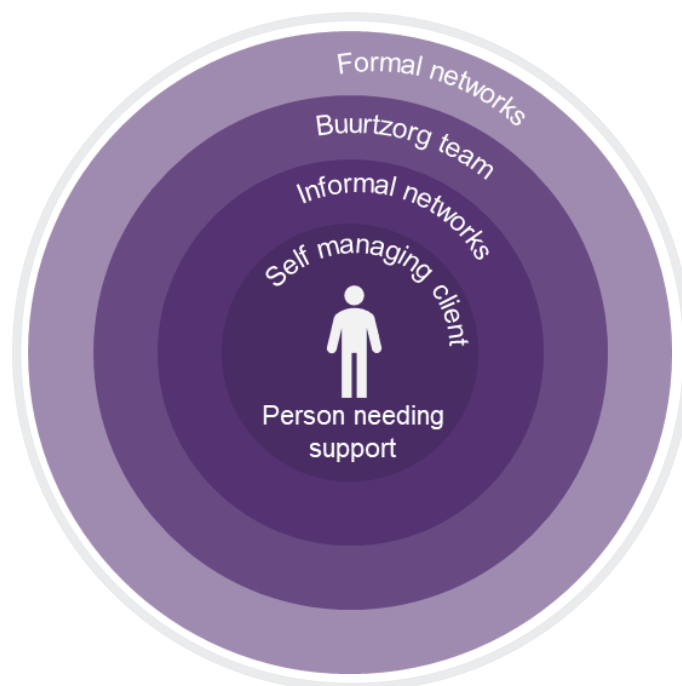 Formal networks
Buurtzorg team
Informal networks
Self managing client
Person needing
support